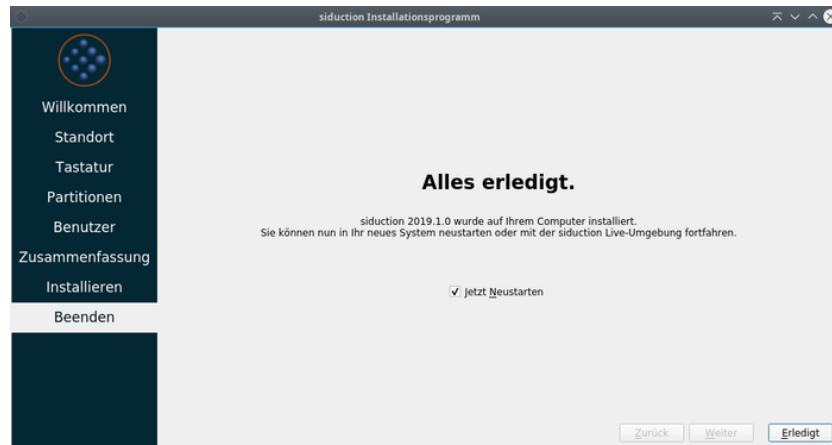 siduction Installationsprogramm
Willkommen
Standort
Tastatur
Partitionen
Benutzer
Zusammenfassung
Installieren
Beenden
Alles erledigt.
siduction 2019.1.0 wurde auf Ihrem Computer installiert.
Sie können nun in Ihr neues System neustarten oder mit der siduction Live-Umgebung fortfahren.
Jetzt Neustarten
Zurück
Weiter
Erledigt